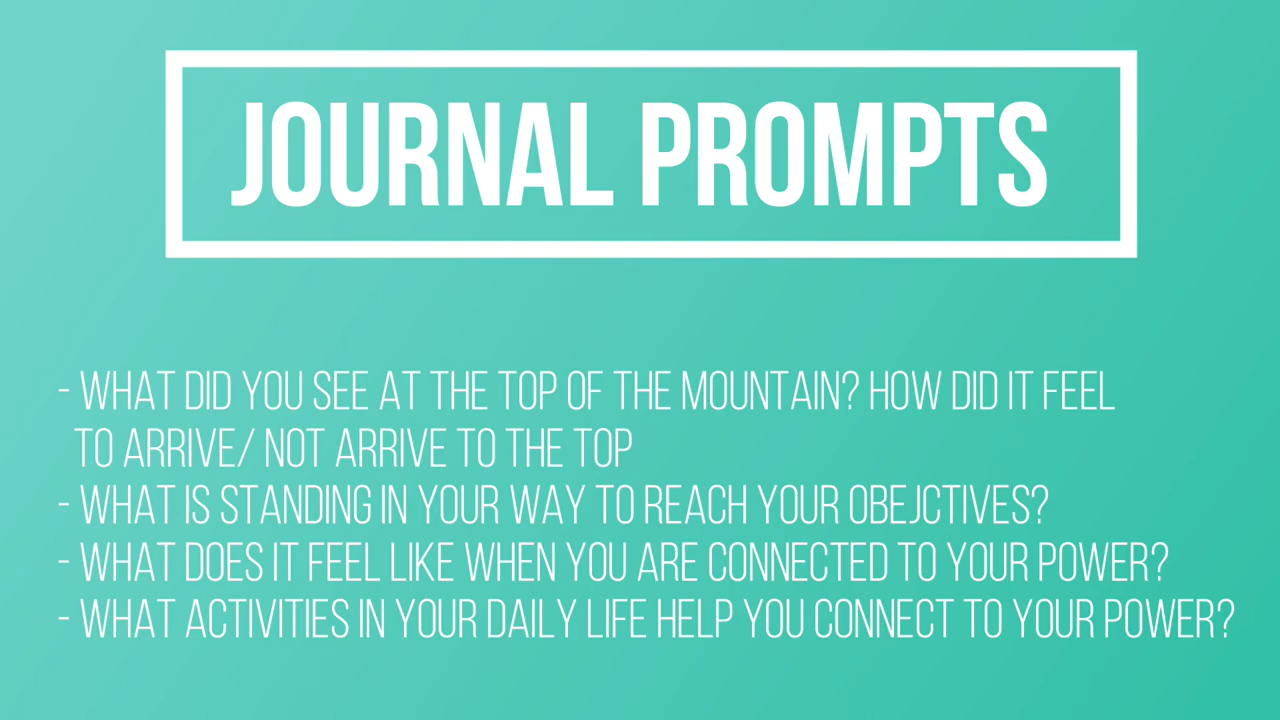 JOURNAL PROMPTS
- WHAT DID YOU SEE AT THE TOP OF THE MOUNTAIN? HOW DID IT FEEL
TO ARRIVE/ NOT ARRIVE TO THE TOP
- WHAT IS STANDING IN YOUR WAY TO REACH YOUR OBEJCTIVES?
- WHAT DOES IT FEEL LIKE WHEN YOU ARE CONNECTED TO YOUR POWER?
- WHAT ACTIVITIES IN YOUR DAILY LIFE HELP YOU CONNECT TO YOUR POWER?